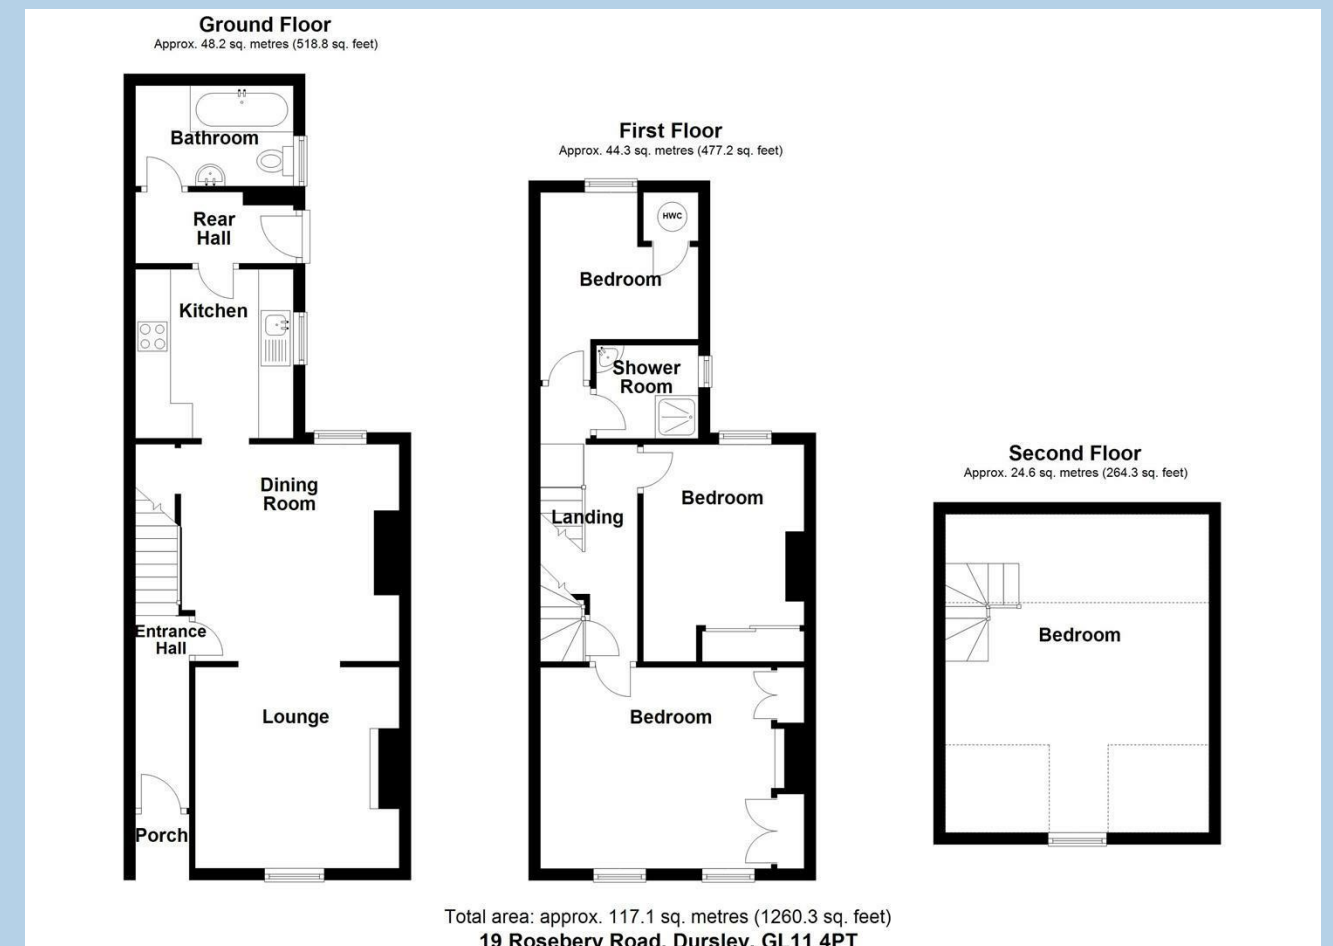 Ground Floor
Approx. 48.2 sq. metres (518.8 sq. feet)
Bathroom
Rear
Hall
Kitchen
Dining
Room
Entrance
Hall
Lounge
Porch
First Floor
Approx. 44.3 sq. metres (477.2 sq. feet)
HWC
Bedroom
Shower
Room
Bedroom
Landing
Bedroom
Second Floor
Approx. 24.6 sq. metres (264.3 sq. feet)
Bedroom
Total area: approx. 117.1 sq. metres (1260.3 sq. feet)
19 Rosebery Road, Dursley, GL11 4PT